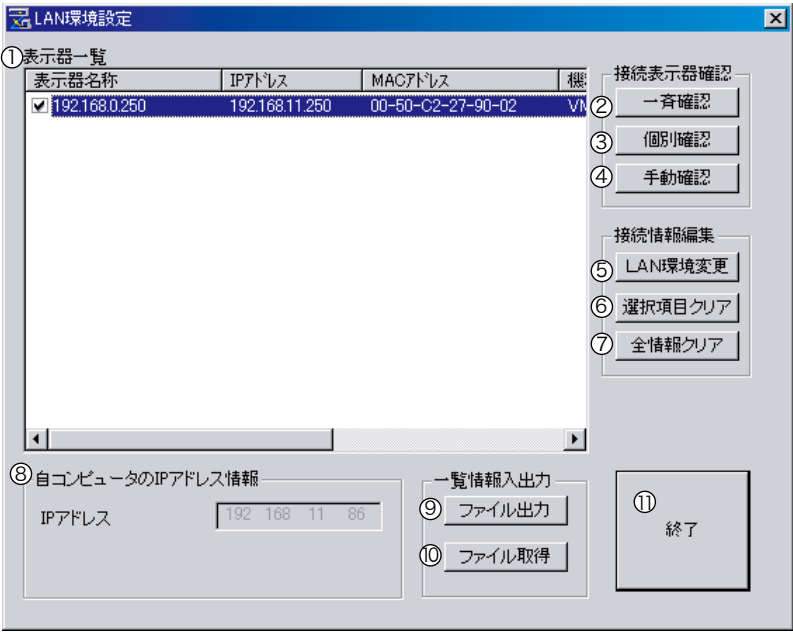 LAN環境設定
①表示器一覧
表示器名称 IPｱﾄﾞﾚｽ MACｱﾄﾞﾚｽ 機
192.168.0.250 192.168.11.250 00-50-C2-27-90-02 VM
接続表示器確認
② 一斉確認
③ 個別確認
④ 手動確認
接続情報編集
⑤ LAN環境変更
⑥ 選択項目クリア
⑦ 全情報クリア
⑧ 自コンピュータのIPアドレス情報
IPアドレス 192 168 11 86
一覧情報入出力
⑨ ファイル出力
⑩ ファイル取得
⑪
終了